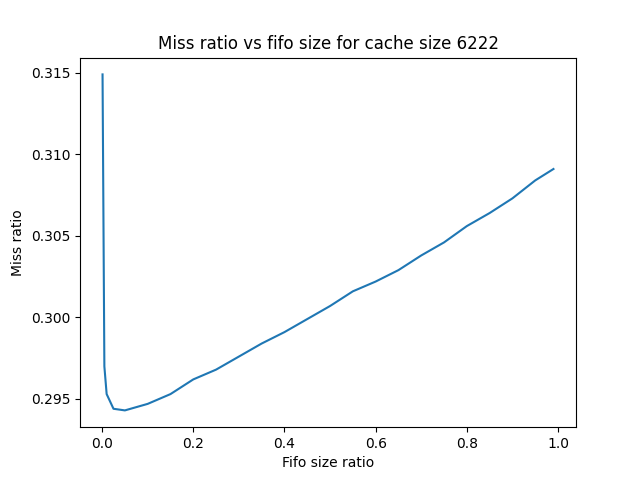 Miss ratio vs fifo size for cache size 6222
0.315
0.310
0.305
0.300
0.295
Miss ratio
0.0 0.2 0.4 0.6 0.8 1.0
Fifo size ratio